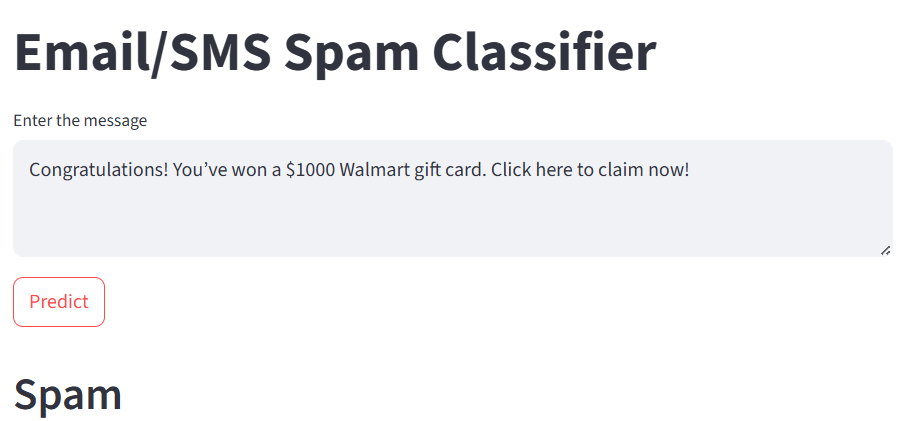 Email/SMS Spam Classifier
Enter the message
Congratulations! You’ve won a $1000 Walmart gift card. Click here to claim now!
Predict
Spam